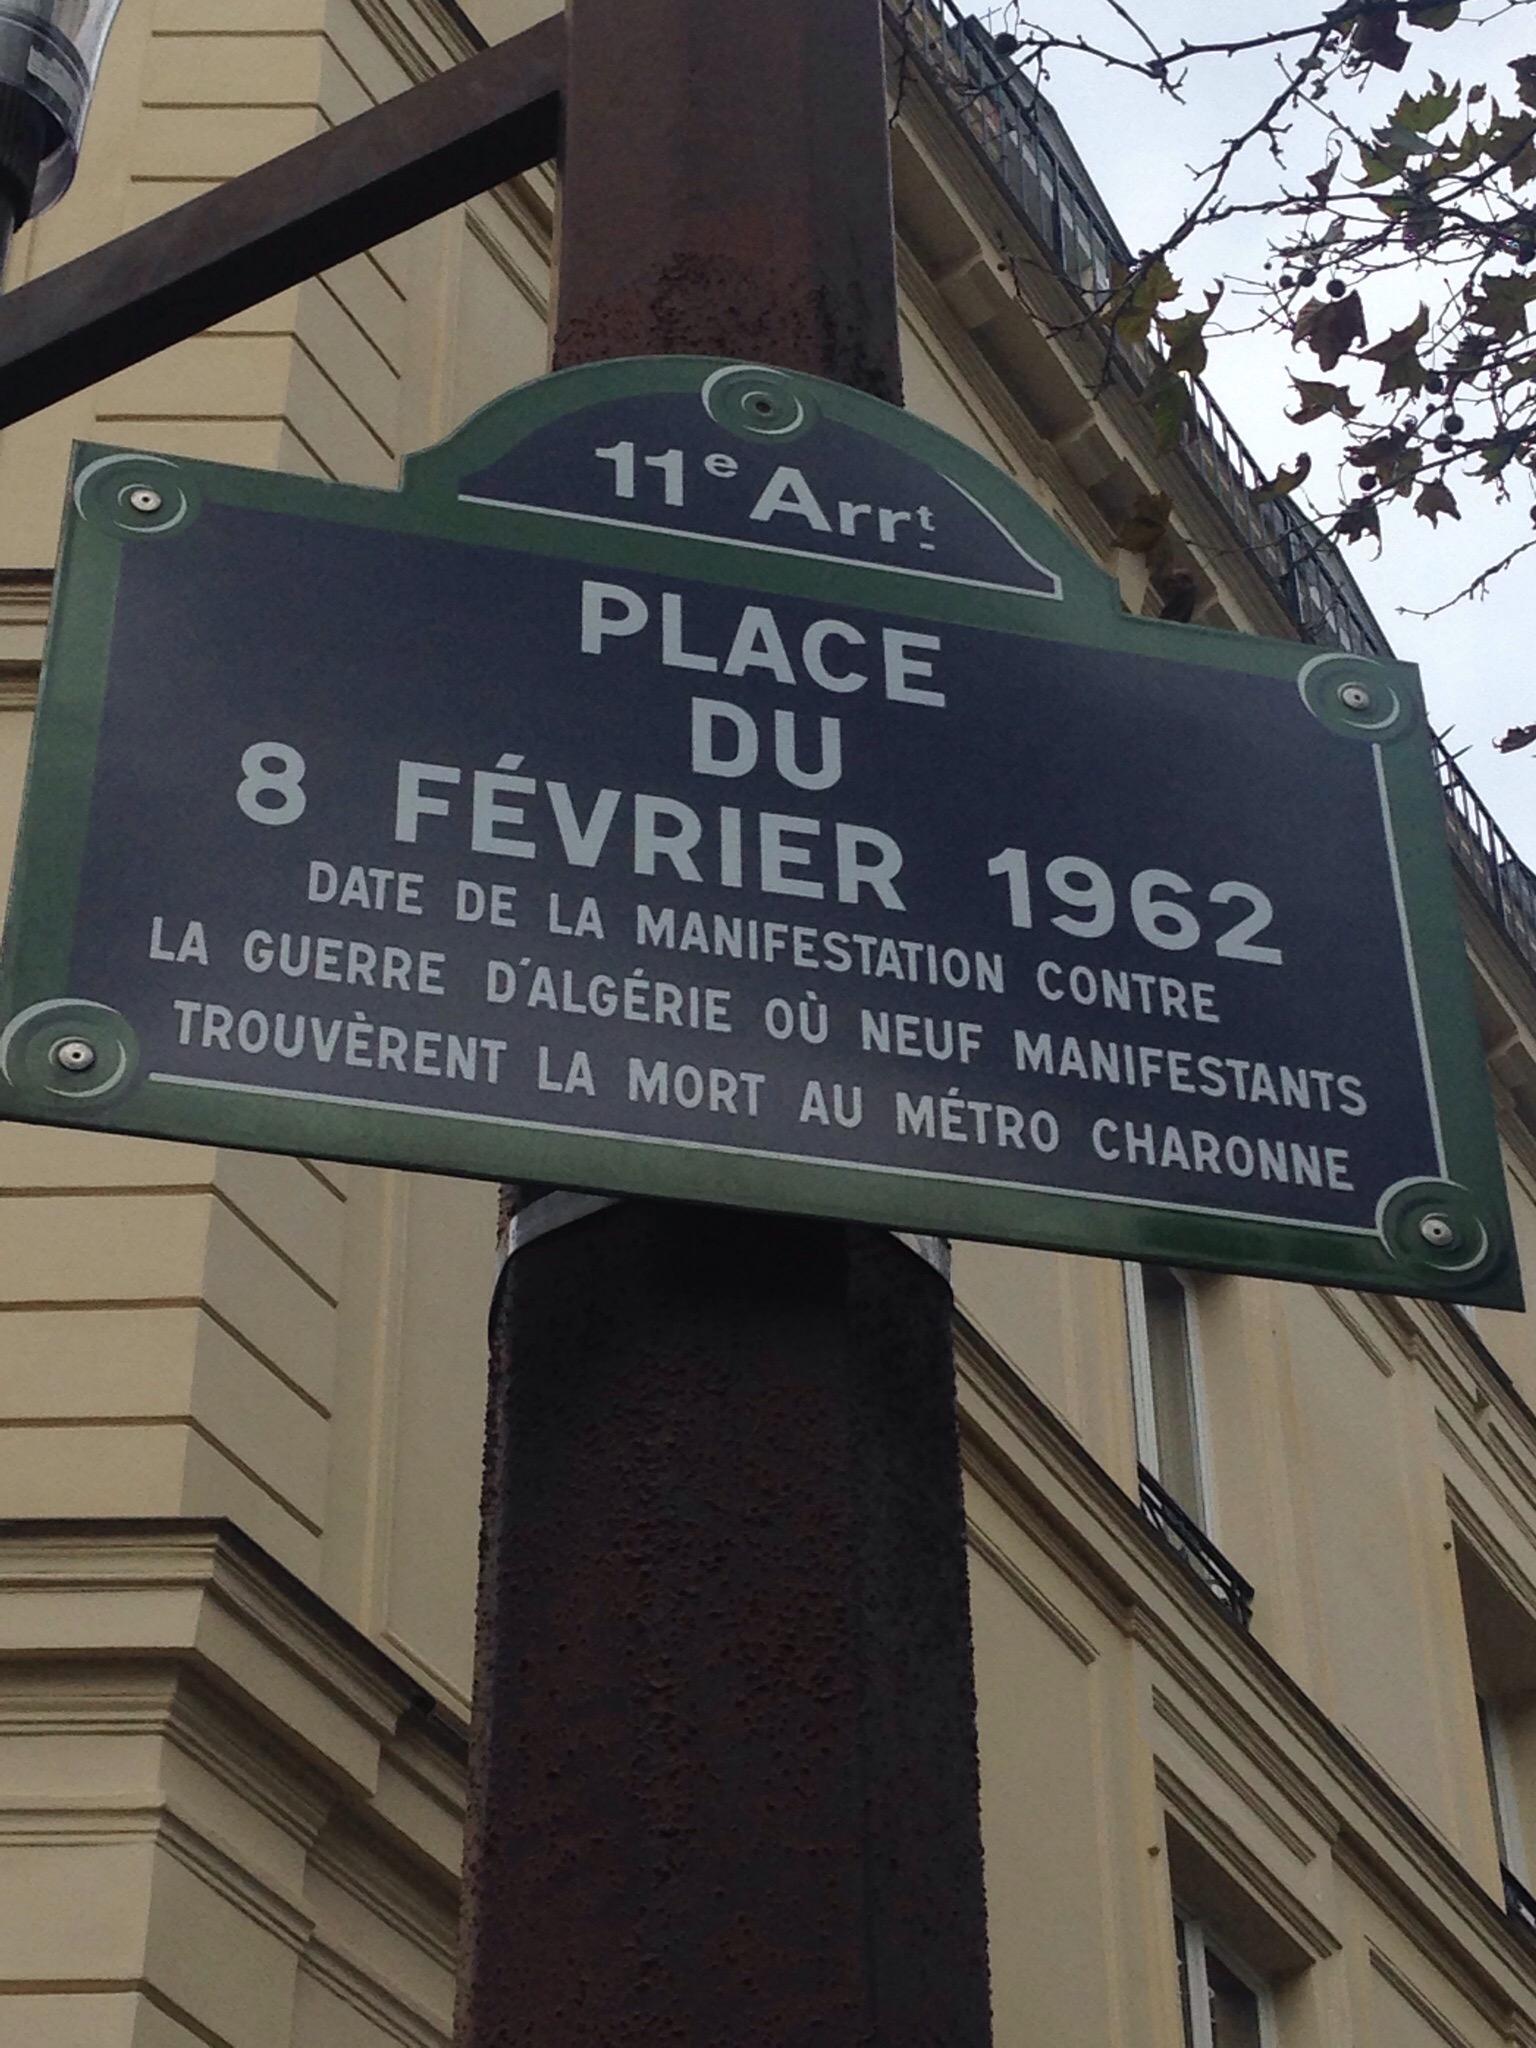 11e Arrt
PLACE
DU
8 FÉVRIER 1962
DATE DE LA MANIFESTATION CONTRE
LA GUERRE D'ALGÉRIE OÙ NEUF MANIFESTANTS
TROUVÈRENT LA MORT AU MÉTRO CHARONNE